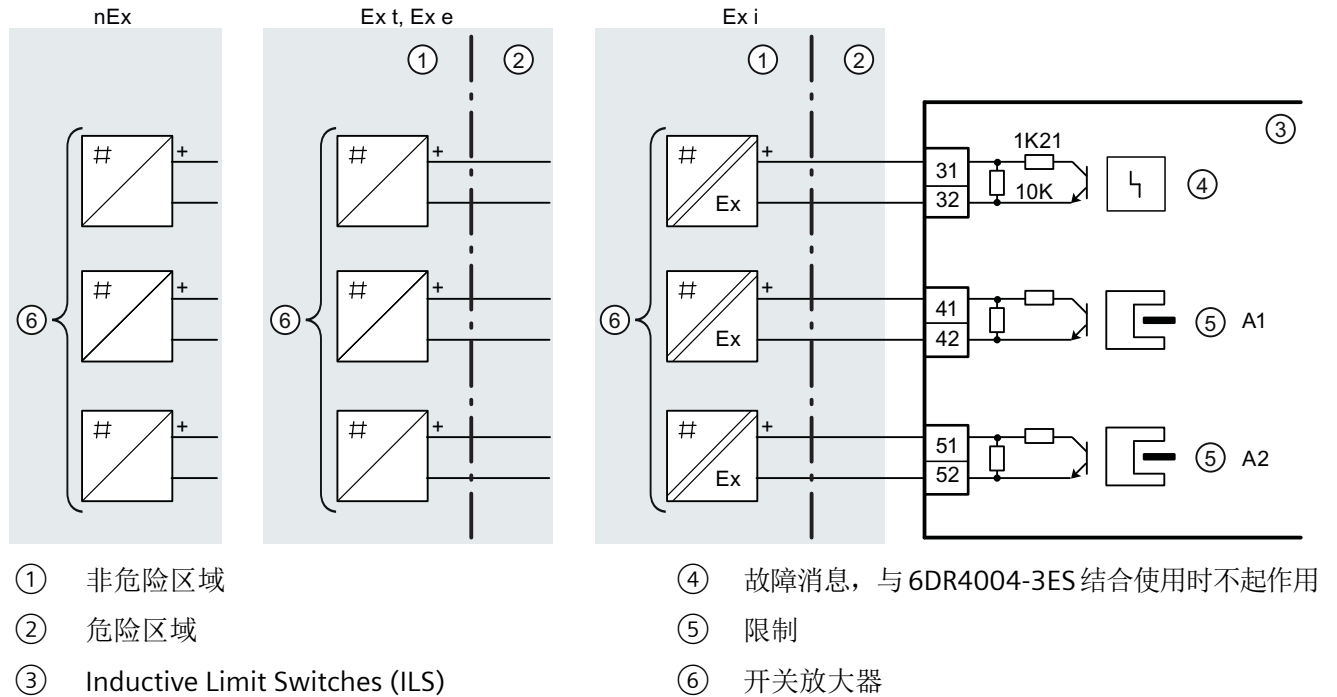 nEx
Ex t, Ex e
Ex i
① ②
① ②
③
# +
# +
# + Ex
31
32
1K21
10K
④
⑥
# +
⑥
# +
⑥
# + Ex
41
42
⑤ A1
# +
# +
# + Ex
51
52
⑤ A2
① 非危险区域
② 危险区域
③ Inductive Limit Switches (ILS)
④ 故障消息，与 6DR4004-3ES 结合使用时不起作用
⑤ 限制
⑥ 开关放大器